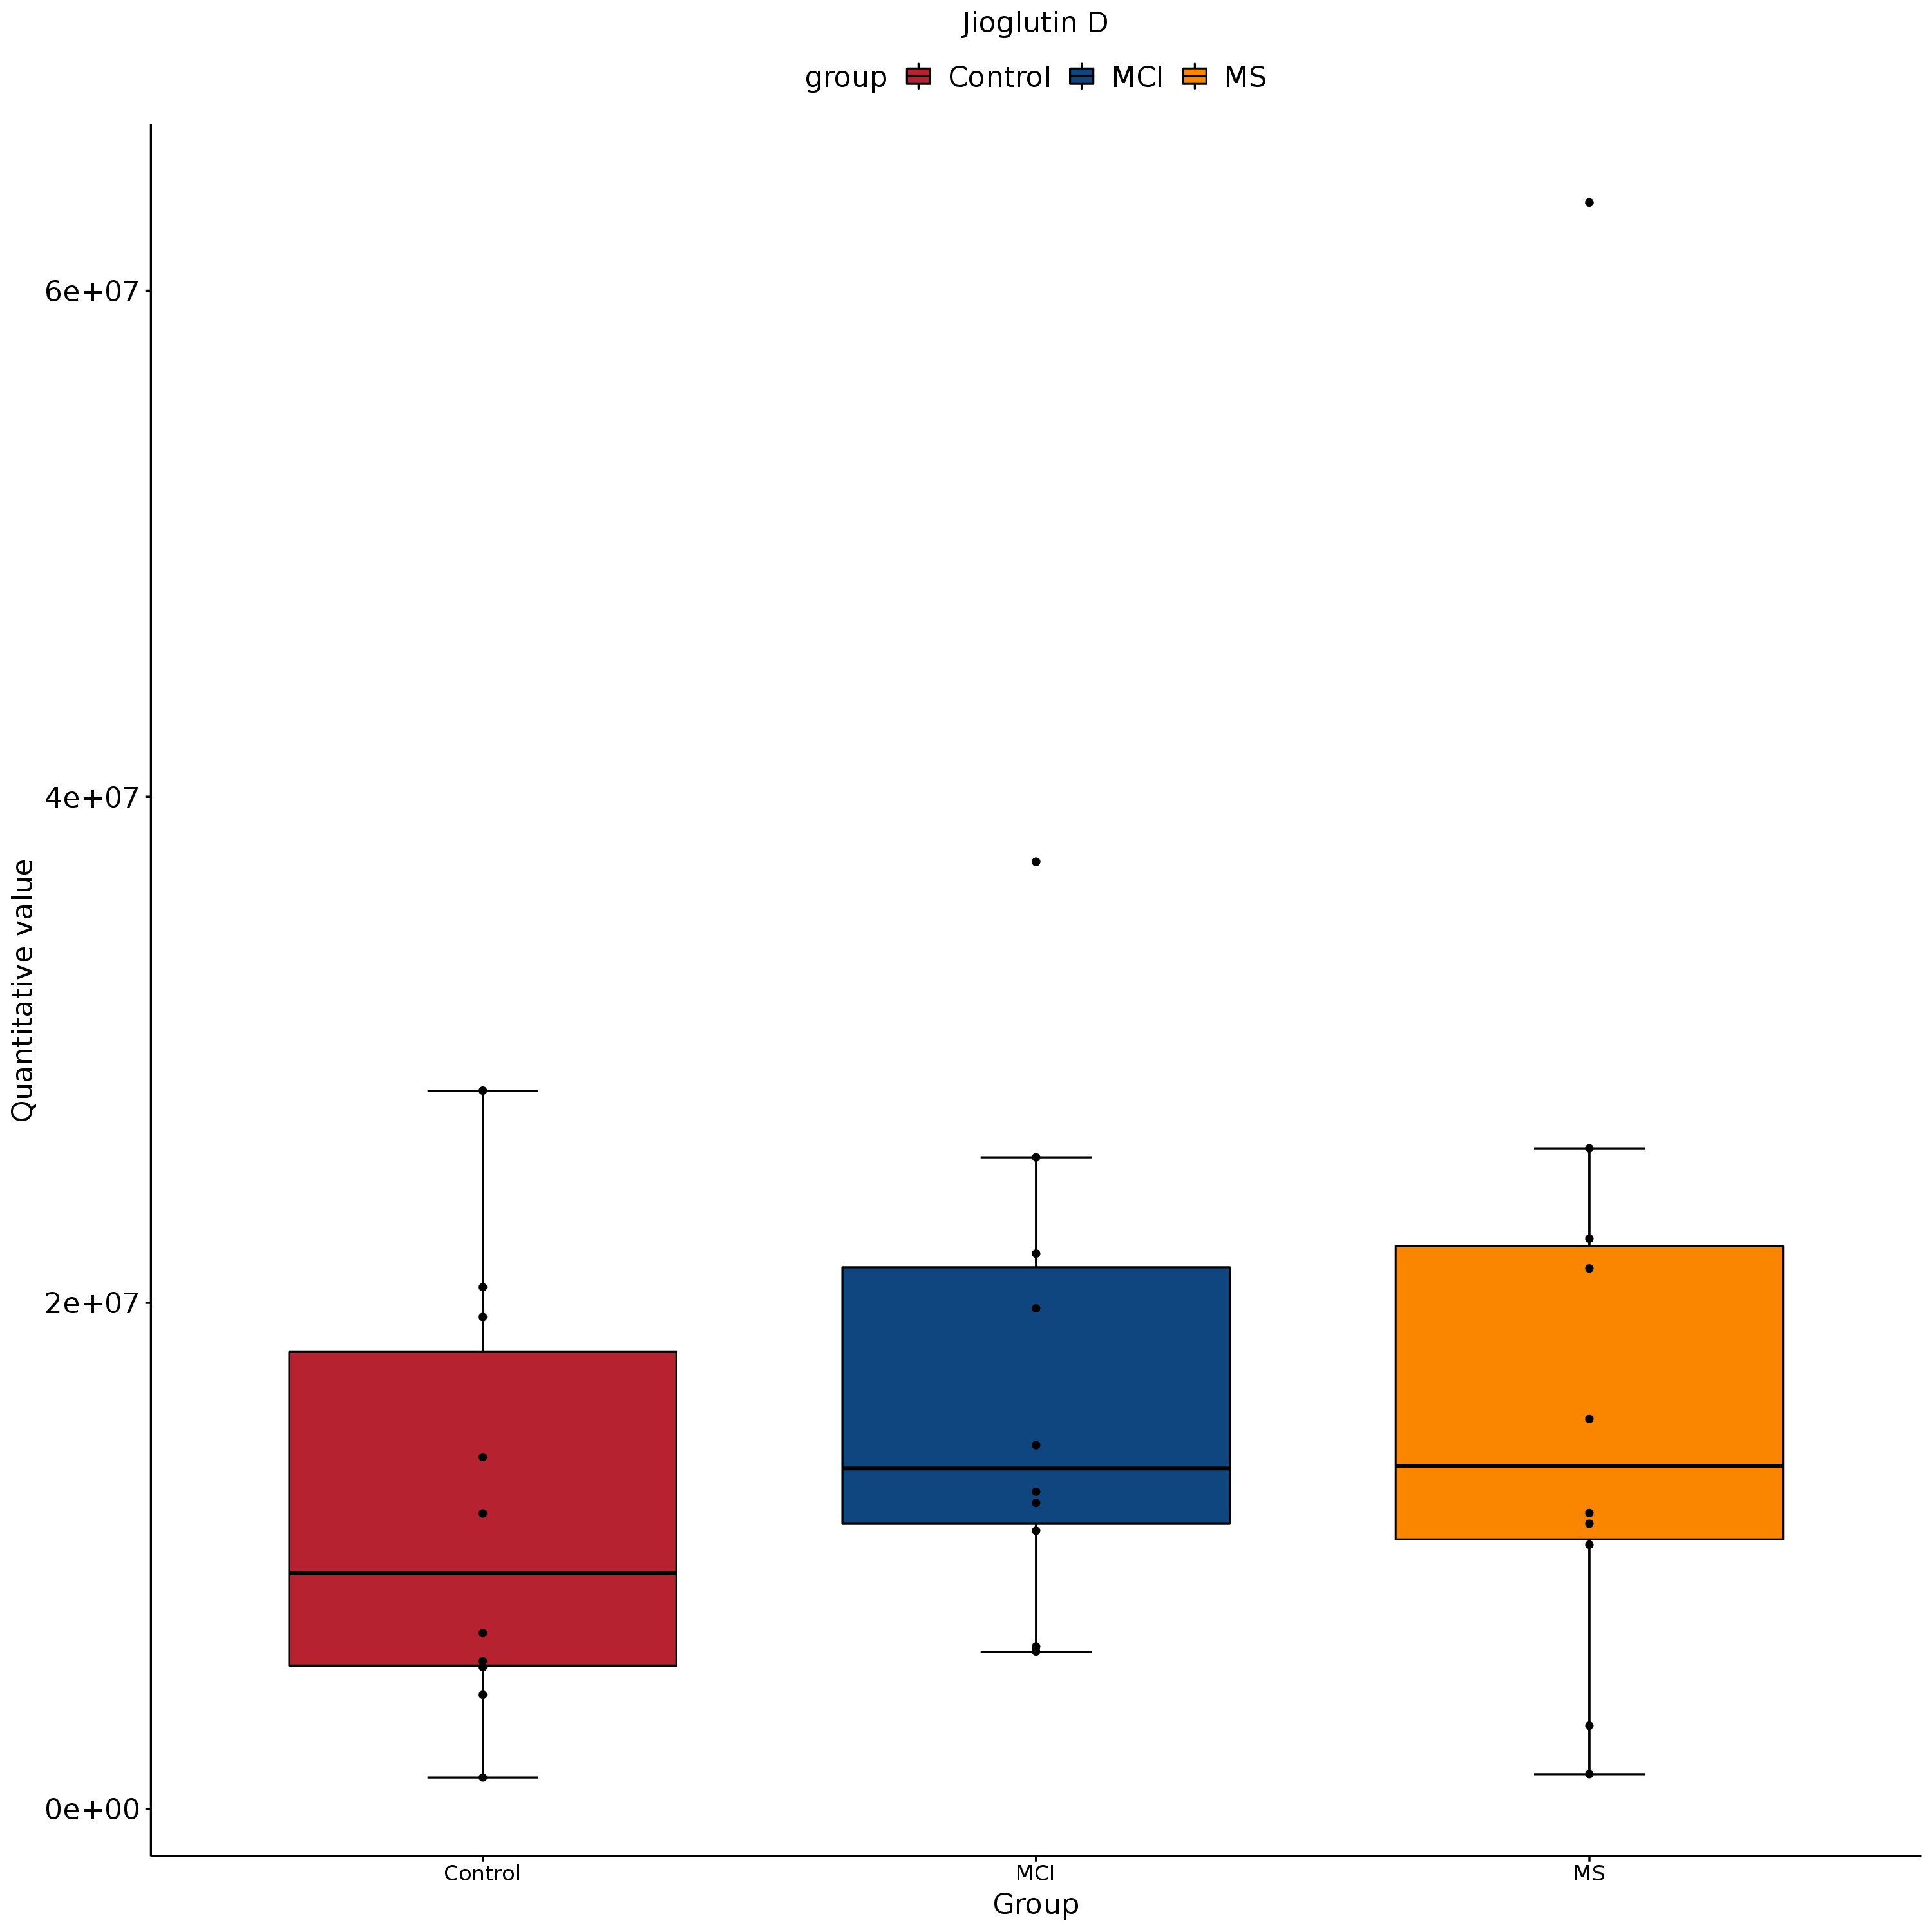 Jioglutin D
group Control MCI MS
6e+07
4e+07
2e+07
0e+00
Quantitative value
Control MCI MS
Group